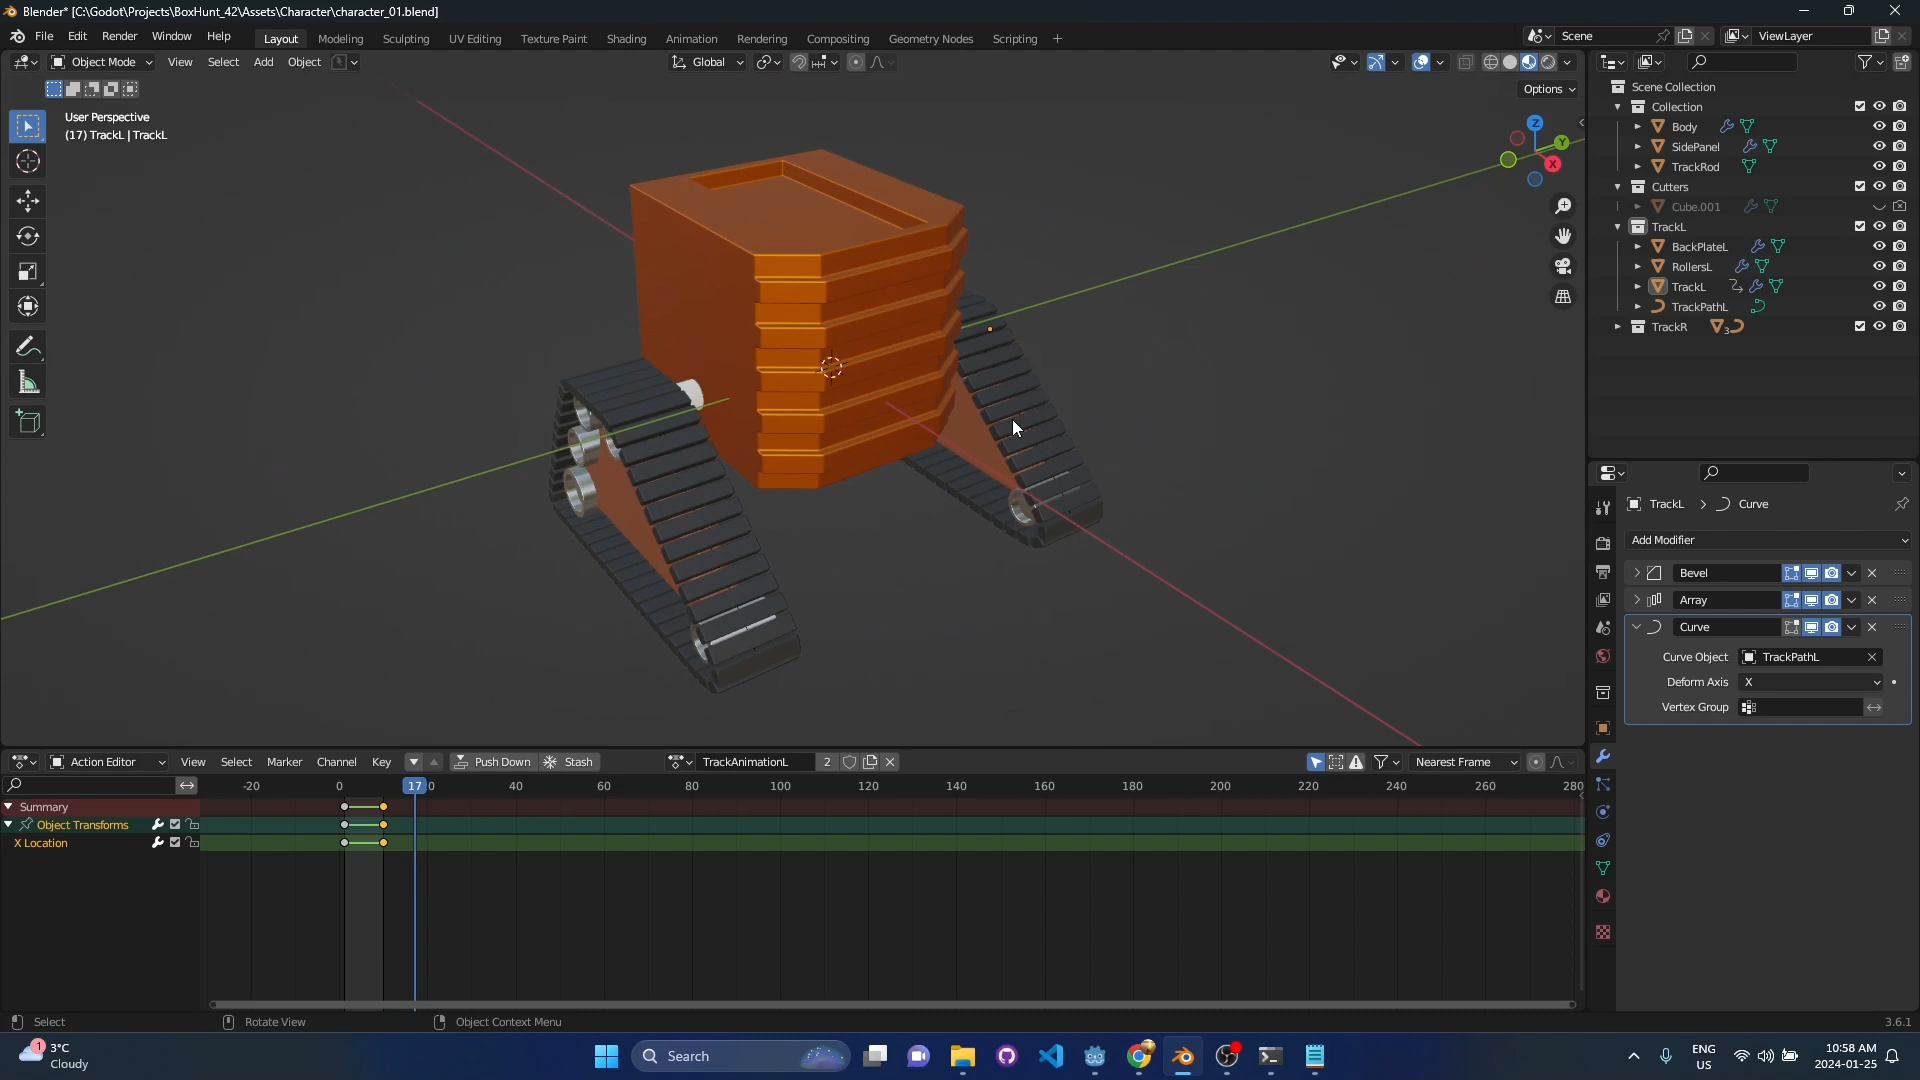 Blender* [C:\Godot\Projects\BoxHunt_42\Assets\Character\character_01.blend]
File Edit Render Window Help
Layout Modeling Sculpting UV Editing Texture Paint Shading Animation Rendering Compositing Geometry Nodes Scripting +
Scene
ViewLayer
Object Mode View Select Add Object
Global
Options
User Perspective
(17) TrackL | TrackL
Z
Y
X
Scene Collection
Collection
Body
SidePanel
TrackRod
Cutters
Cube.001
TrackL
BackPlateL
RollersL
TrackL
TrackPathL
TrackR
3
TrackL > Curve
Add Modifier
Bevel
Array
Curve
Curve Object TrackPathL
Deform Axis X
Vertex Group
Action Editor View Select Marker Channel Key Push Down Stash TrackAnimationL 2 Nearest Frame
-20 0 17 0 40 60 80 100 120 140 160 180 200 220 240 260 280
Summary
Object Transforms
X Location
Select Rotate View Object Context Menu
3.6.1
1
3°C
Cloudy
Search
ENG
US
10:58 AM
2024-01-25